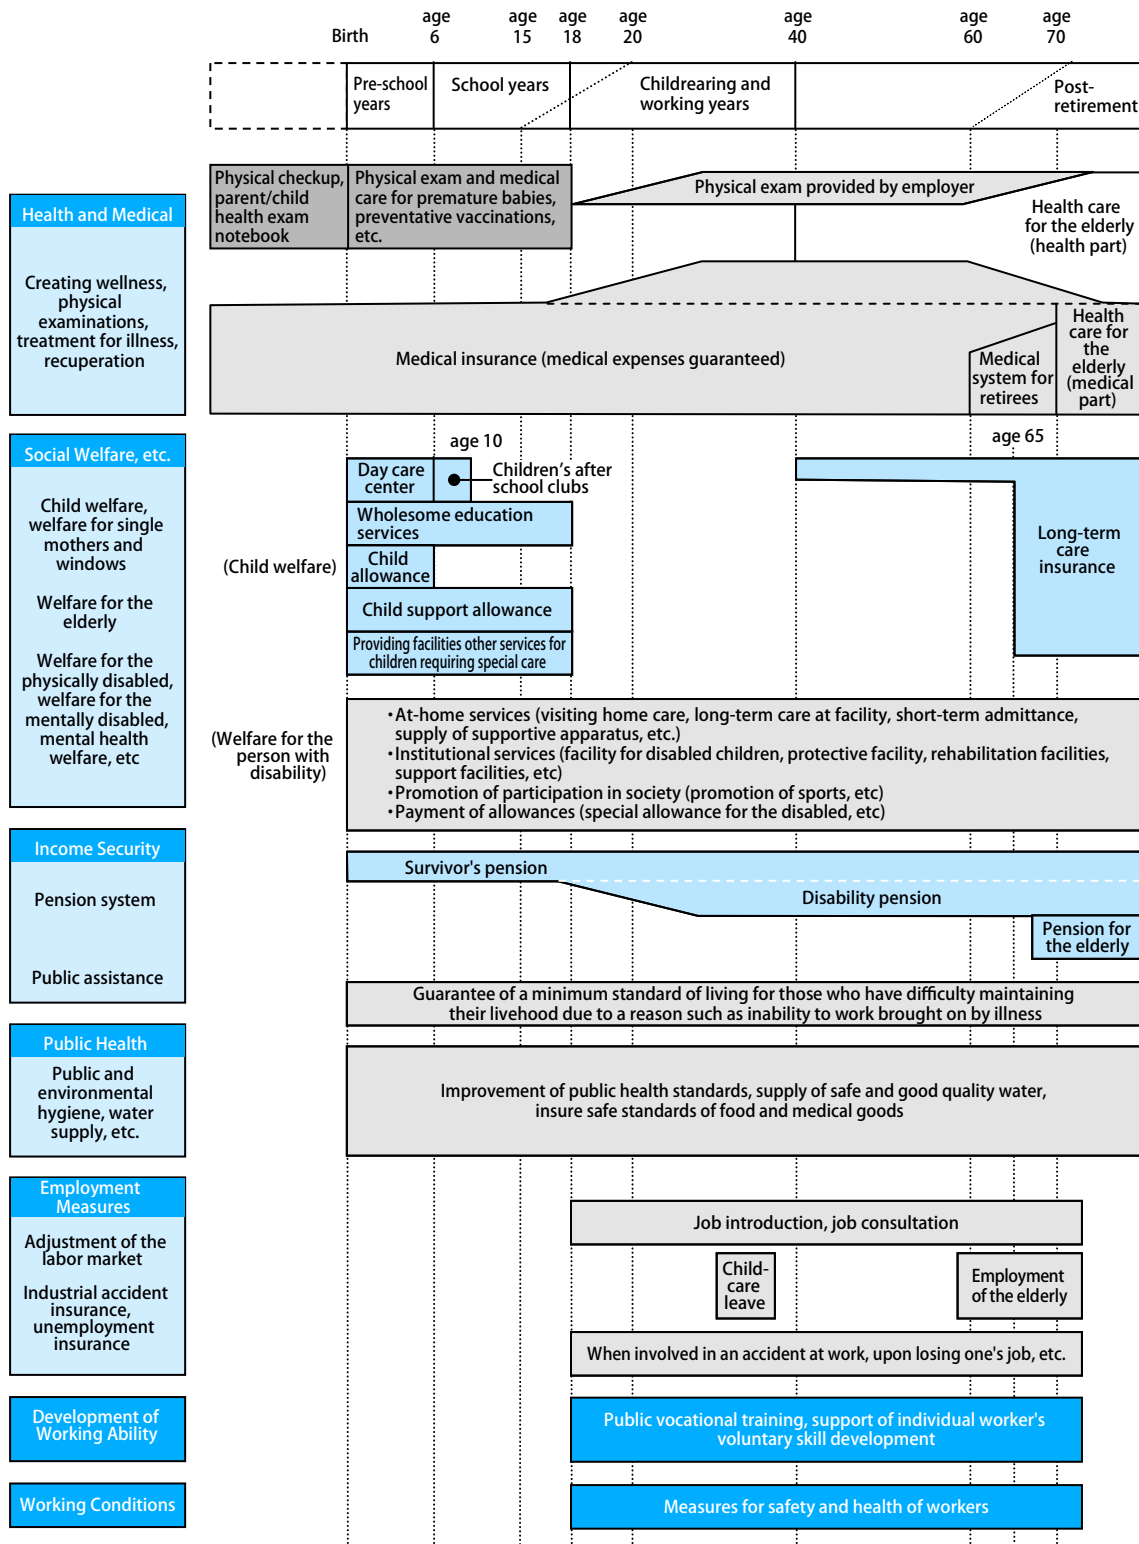 Birth
age
6
age
15
age
18
age
20
age
40
age
60
age
70
Pre-school
years
School years
Childrearing and
working years
Post-
retirement
Health and Medical
Creating wellness,
physical
examinations,
treatment for illness,
recuperation
Physical checkup,
parent/child
health exam
notebook
Physical exam and medical
care for premature babies,
preventative vaccinations,
etc.
Physical exam provided by employer
Health care
for the elderly
(health part)
Medical insurance (medical expenses guaranteed)
Medical
system for
retirees
Health
care for
the
elderly
(medical
part)
Social Welfare, etc.
Child welfare,
welfare for single
mothers and
windows
Welfare for the
elderly
Welfare for the
physically disabled,
welfare for the
mentally disabled,
mental health
welfare, etc
age 10
age 65
Day care
center
Children's after
school clubs
Wholesome education
services
(Child welfare)
Child
allowance
Child support allowance
Providing facilities other services for
children requiring special care
Long-term
care
insurance
(Welfare for the
person with
disability)
・At-home services (visiting home care, long-term care at facility, short-term admittance,
supply of supportive apparatus, etc.)
・Institutional services (facility for disabled children, protective facility, rehabilitation facilities,
support facilities, etc)
・Promotion of participation in society (promotion of sports, etc)
・Payment of allowances (special allowance for the disabled, etc)
Income Security
Pension system
Public assistance
Survivor's pension
Disability pension
Pension for
the elderly
Guarantee of a minimum standard of living for those who have difficulty maintaining
their livehood due to a reason such as inability to work brought on by illness
Public Health
Public and
environmental
hygiene, water
supply, etc.
Improvement of public health standards, supply of safe and good quality water,
insure safe standards of food and medical goods
Employment
Measures
Adjustment of the
labor market
Industrial accident
insurance,
unemployment
insurance
Job introduction, job consultation
Child-
care
leave
Employment
of the elderly
When involved in an accident at work, upon losing one's job, etc.
Development of
Working Ability
Public vocational training, support of individual worker's
voluntary skill development
Working Conditions
Measures for safety and health of workers